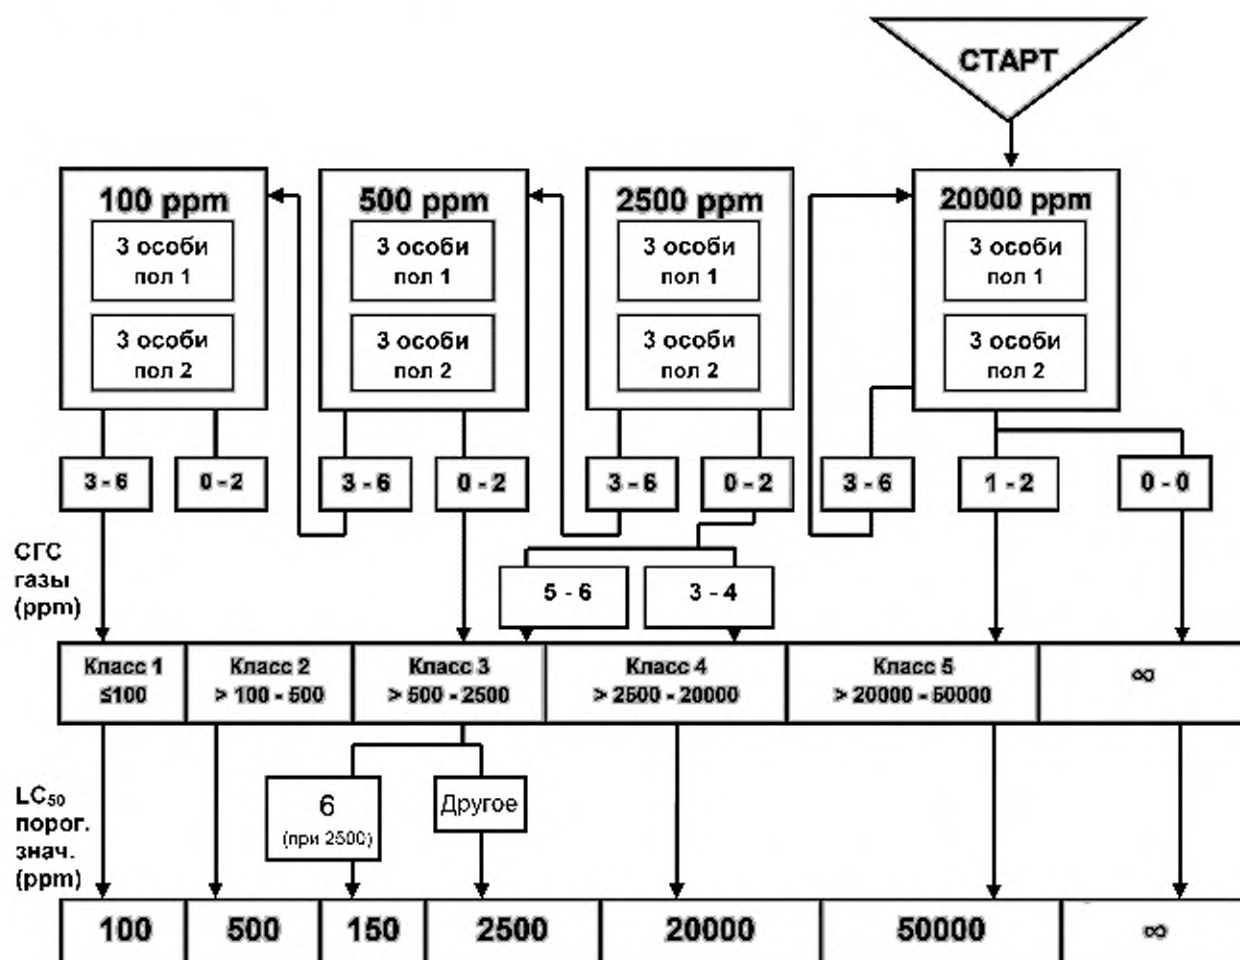 СТАРТ
100 ppm
3 особи
пол 1
3 особи
пол 2
500 ppm
3 особи
пол 1
3 особи
пол 2
2500 ppm
3 особи
пол 1
3 особи
пол 2
20000 ppm
3 особи
пол 1
3 особи
пол 2
3 - 6
0 - 2
3 - 6
0 - 2
3 - 6
0 - 2
3 - 6
1 - 2
0 - 0
СГС
газы
(ppm)
5 - 6
3 - 4
Класс 1
≤100
Класс 2
> 100 - 500
Класс 3
> 500 - 2500
Класс 4
> 2500 - 20000
Класс 5
> 20000 - 50000
∞
LC₅₀
порог.
знач.
(ppm)
6
(при 2500)
Другое
100
500
150
2500
20000
50000
∞